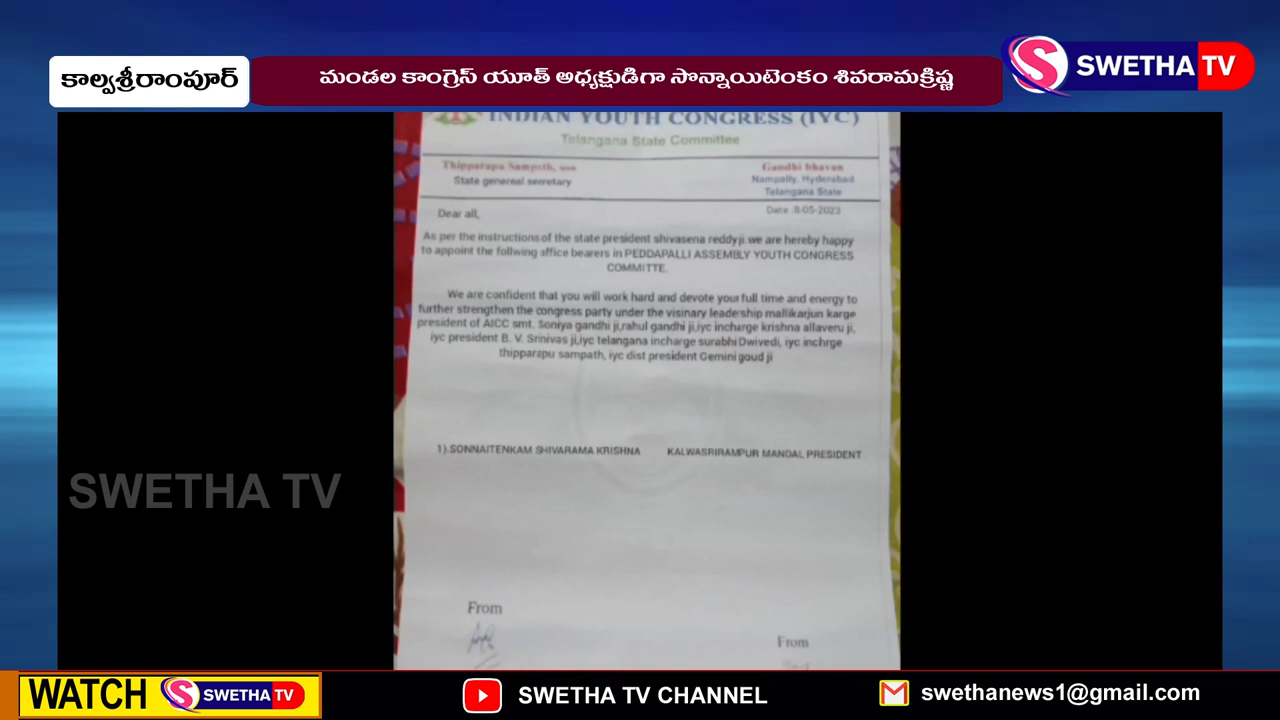 కాల్వశ్రీరాంపూర్
మండల కాంగ్రెస్ యూత్ అధ్యక్షుడిగా సొన్నాయిటెంకం శివరామక్రిష్ణ
SWETHA TV
INDIAN YOUTH CONGRESS (IYC)
Telangana State Committee
Thipparapu Sampath,
Gandhi bhavan
State genereal secretary
Nampally, Hyderabad
Telangana State
Dear all,
Date :8-05-2023
As per the instructions of the state president shivasena reddy ji. we are hereby happy
to appoint the follwing office bearers in PEDDAPALLI ASSEMBLY YOUTH CONGRESS
COMMITTE.
We are confident that you will work hard and devote your full time and energy to
further strengthen the congress party under the visinary leadership mallikarjun karge
president of AICC smt. Soniya gandhi ji,rahul gandhi ji,iyc incharge krishna allaveru ji,
iyc president B. V. Srinivas ji,iyc telangana incharge surabhi Dwivedi, iyc inchrge
thipparapu sampath, iyc dist president Gemini goud ji
1).SONNAITENKAM SHIVARAMA KRISHNA KALWASRIRAMPUR MANDAL PRESIDENT
SWETHA TV
From
From
WATCH SWETHA TV
SWETHA TV CHANNEL
swethanews1@gmail.com